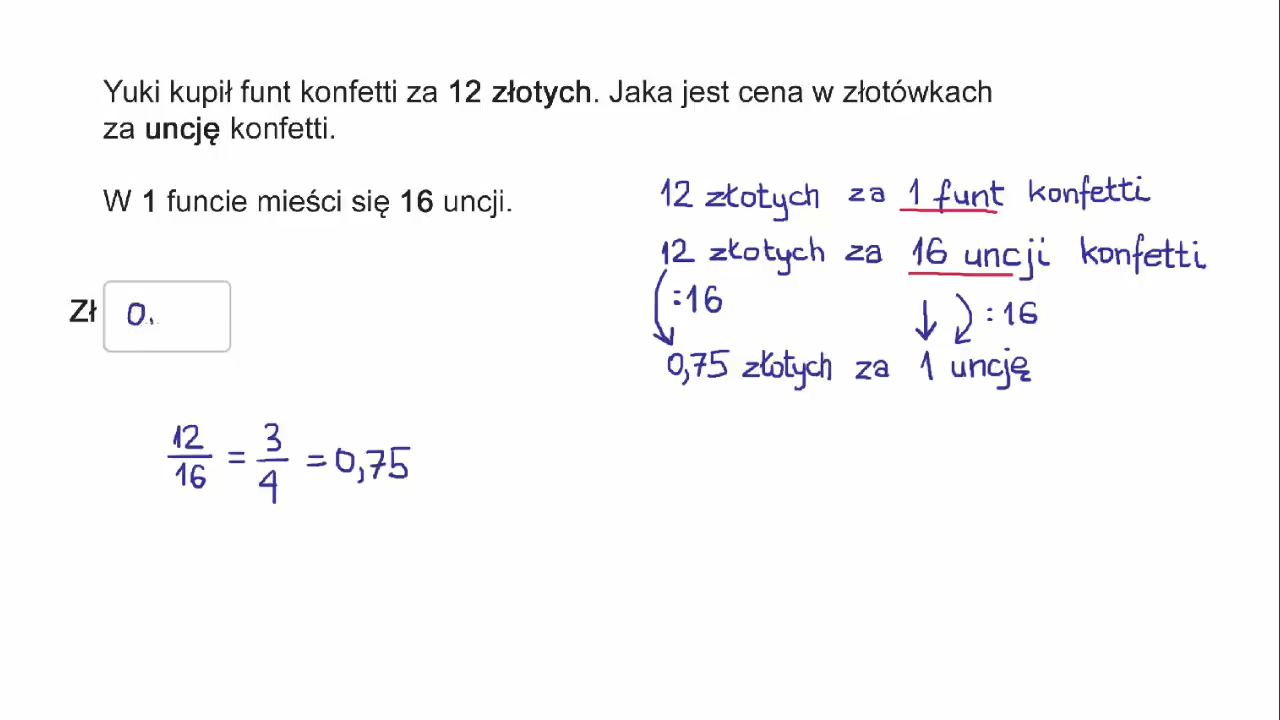 Yuki kupił funt konfetti za 12 złotych. Jaka jest cena w złotówkach
za uncję konfetti.
W 1 funcie mieści się 16 uncji.
Zł 0,
12/16 = 3/4 = 0,75
12 złotych za 1 funt konfetti
12 złotych za 16 uncji konfetti
:16 ↓ :16
0,75 złotych za 1 uncję